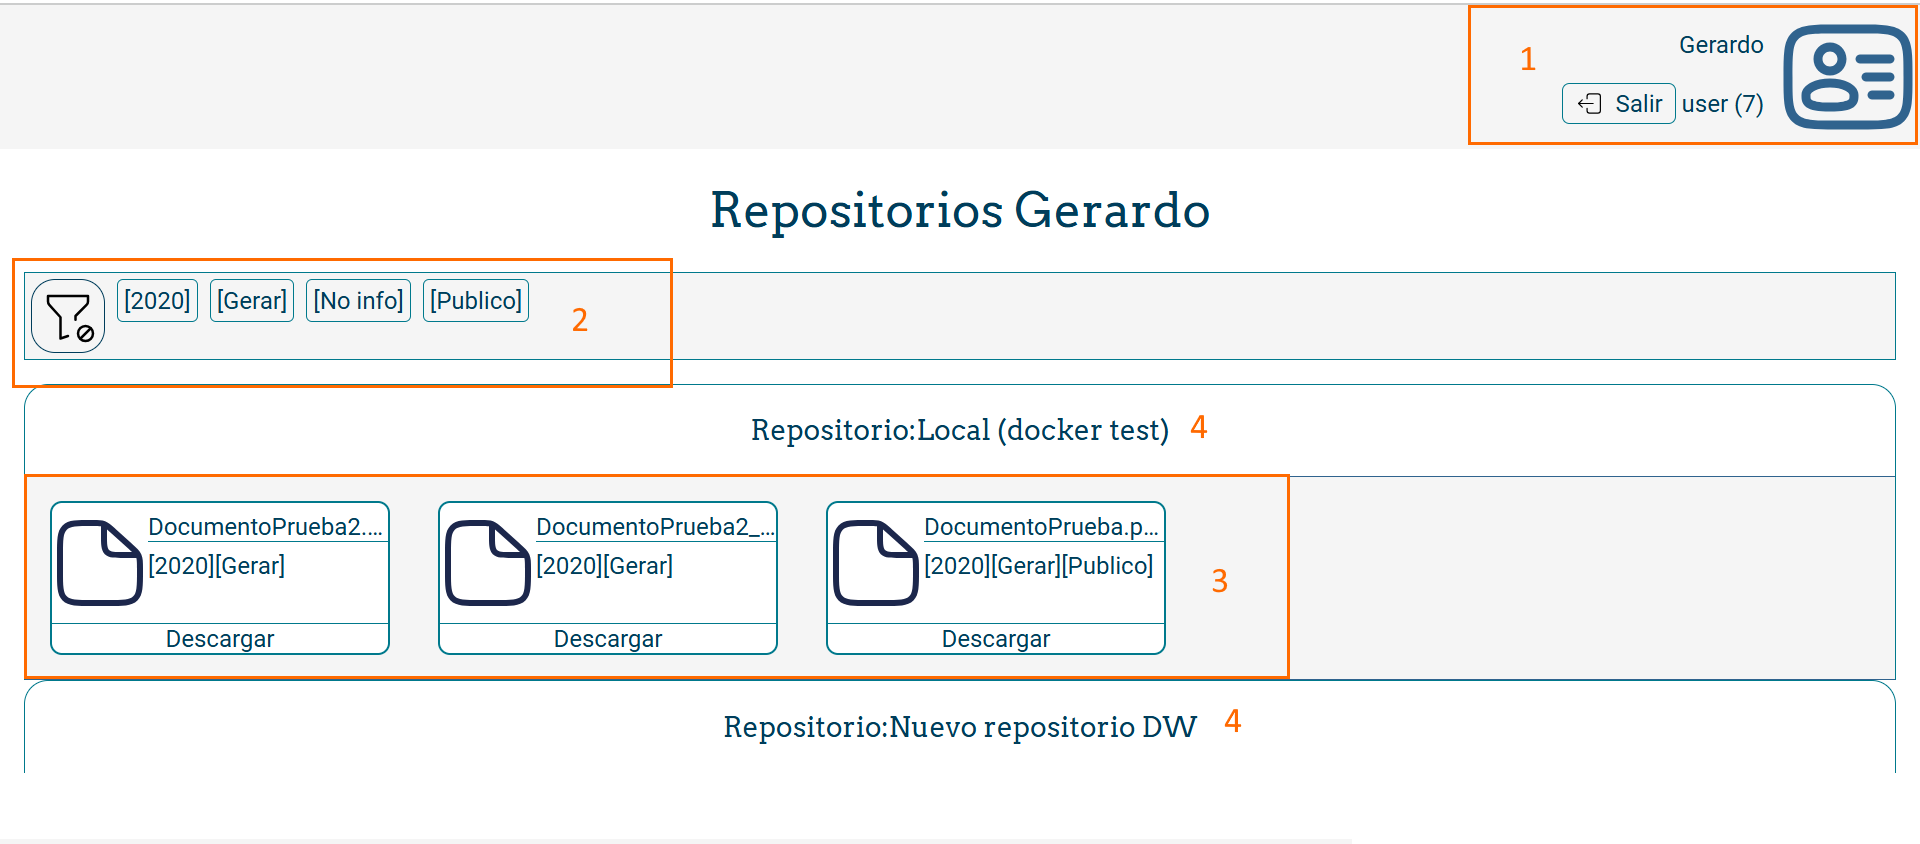 1
Gerardo
Salir user (7)
Repositorios Gerardo
[2020] [Gerar] [No info] [Publico]
2
Repositorio:Local (docker test) 4
DocumentoPrueba2.... DocumentoPrueba2_... DocumentoPrueba.p...
[2020][Gerar] [2020][Gerar] [2020][Gerar][Publico]
3
Descargar Descargar Descargar
Repositorio:Nuevo repositorio DW 4